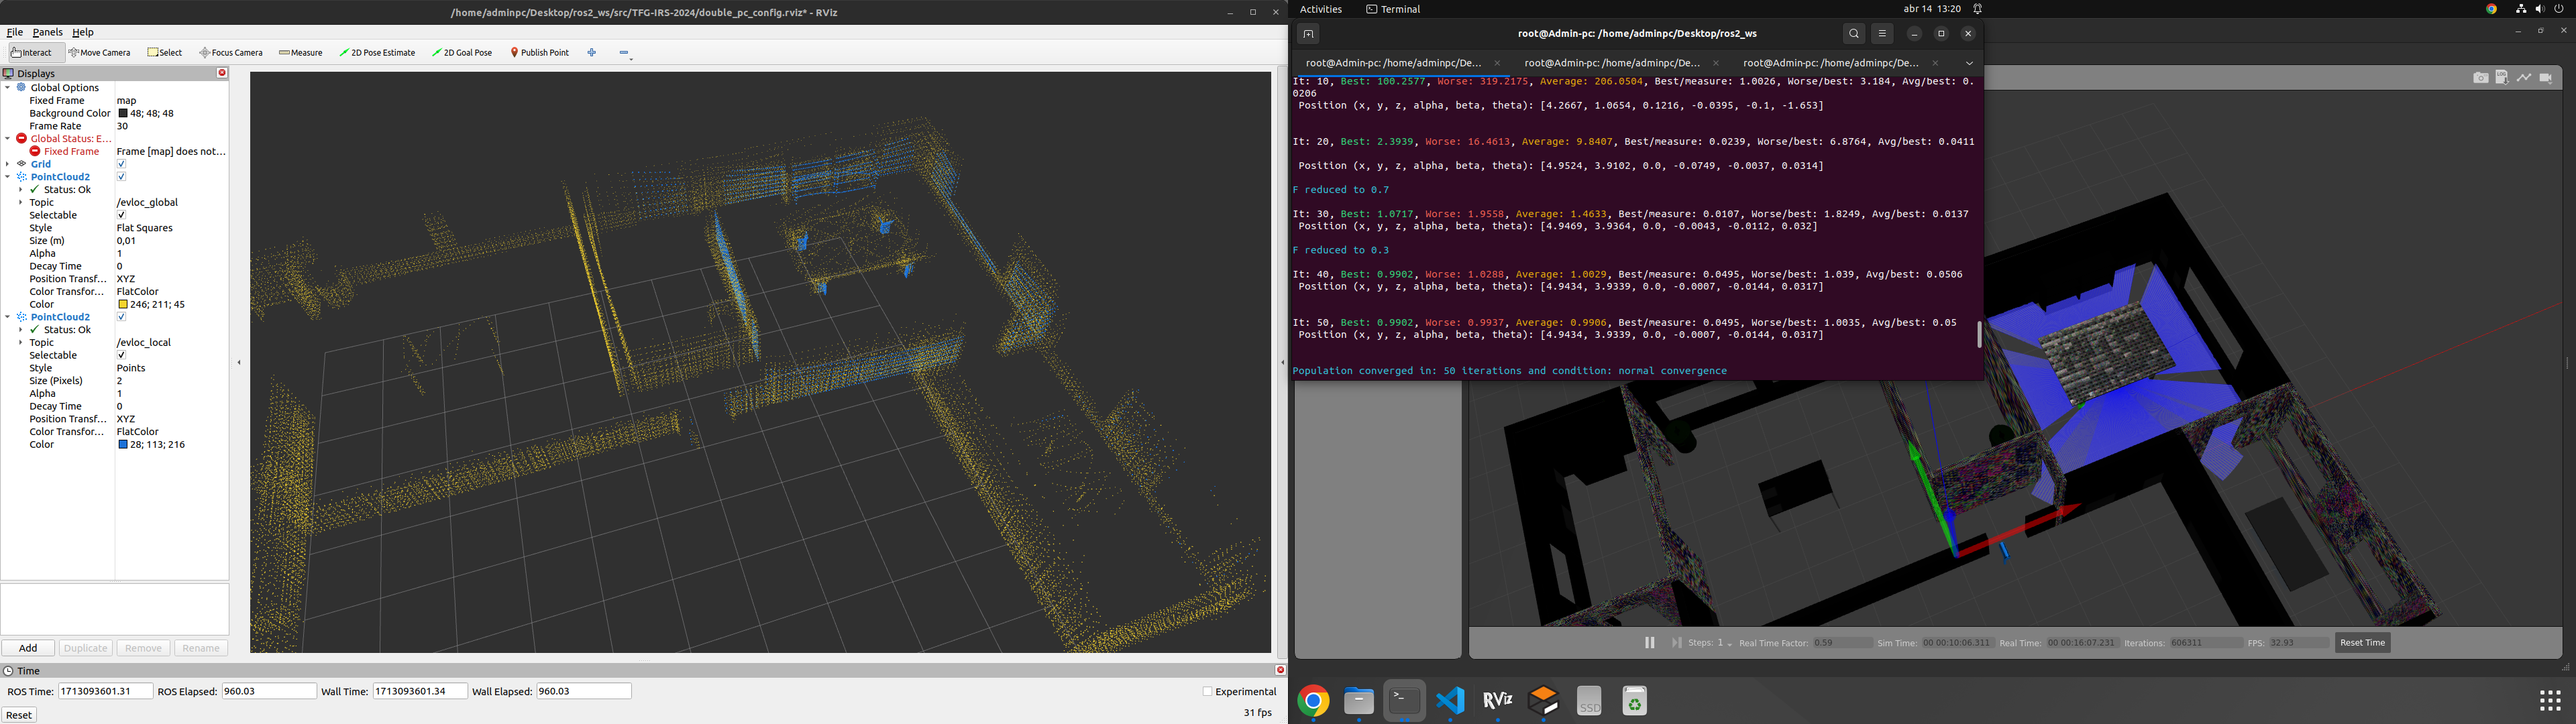 /home/adminpc/Desktop/ros2_ws/src/TFG-IRS-2024/double_pc_config.rviz* - RViz
File Panels Help
Interact Move Camera Select Focus Camera Measure 2D Pose Estimate 2D Goal Pose Publish Point
Displays
Global Options
Fixed Frame map
Background Color 48; 48; 48
Frame Rate 30
Global Status: E...
Fixed Frame Frame [map] does not...
Grid
PointCloud2
Status: Ok
Topic /evloc_global
Selectable
Style Flat Squares
Size (m) 0,01
Alpha 1
Decay Time 0
Position Transf... XYZ
Color Transfor... FlatColor
Color 246; 211; 45
PointCloud2
Status: Ok
Topic /evloc_local
Selectable
Style Points
Size (Pixels) 2
Alpha 1
Decay Time 0
Position Transf... XYZ
Color Transfor... FlatColor
Color 28; 113; 216
Add Duplicate Remove Rename
Time
ROS Time: 1713093601.31 ROS Elapsed: 960.03 Wall Time: 1713093601.34 Wall Elapsed: 960.03 Experimental
Reset 31 fps
Activities Terminal abr 14 13:20
root@Admin-pc: /home/adminpc/Desktop/ros2_ws
root@Admin-pc: /home/adminpc/De... root@Admin-pc: /home/adminpc/De... root@Admin-pc: /home/adminpc/De...
It: 10, Best: 100.2577, Worse: 319.2175, Average: 206.0504, Best/measure: 1.0026, Worse/best: 3.184, Avg/best: 0.
0206
Position (x, y, z, alpha, beta, theta): [4.2667, 1.0654, 0.1216, -0.0395, -0.1, -1.653]
It: 20, Best: 2.3939, Worse: 16.4613, Average: 9.8407, Best/measure: 0.0239, Worse/best: 6.8764, Avg/best: 0.0411
Position (x, y, z, alpha, beta, theta): [4.9524, 3.9102, 0.0, -0.0749, -0.0037, 0.0314]
F reduced to 0.7
It: 30, Best: 1.0717, Worse: 1.9558, Average: 1.4633, Best/measure: 0.0107, Worse/best: 1.8249, Avg/best: 0.0137
Position (x, y, z, alpha, beta, theta): [4.9469, 3.9364, 0.0, -0.0043, -0.0112, 0.032]
F reduced to 0.3
It: 40, Best: 0.9902, Worse: 1.0288, Average: 1.0029, Best/measure: 0.0495, Worse/best: 1.039, Avg/best: 0.0506
Position (x, y, z, alpha, beta, theta): [4.9434, 3.9339, 0.0, -0.0007, -0.0144, 0.0317]
It: 50, Best: 0.9902, Worse: 0.9937, Average: 0.9906, Best/measure: 0.0495, Worse/best: 1.0035, Avg/best: 0.05
Position (x, y, z, alpha, beta, theta): [4.9434, 3.9339, 0.0, -0.0007, -0.0144, 0.0317]
Population converged in: 50 iterations and condition: normal convergence
LOG
Steps: 1 Real Time Factor: 0.59 Sim Time: 00 00:10:06.311 Real Time: 00 00:16:07.231 Iterations: 606311 FPS: 32.93 Reset Time
RViz SSD